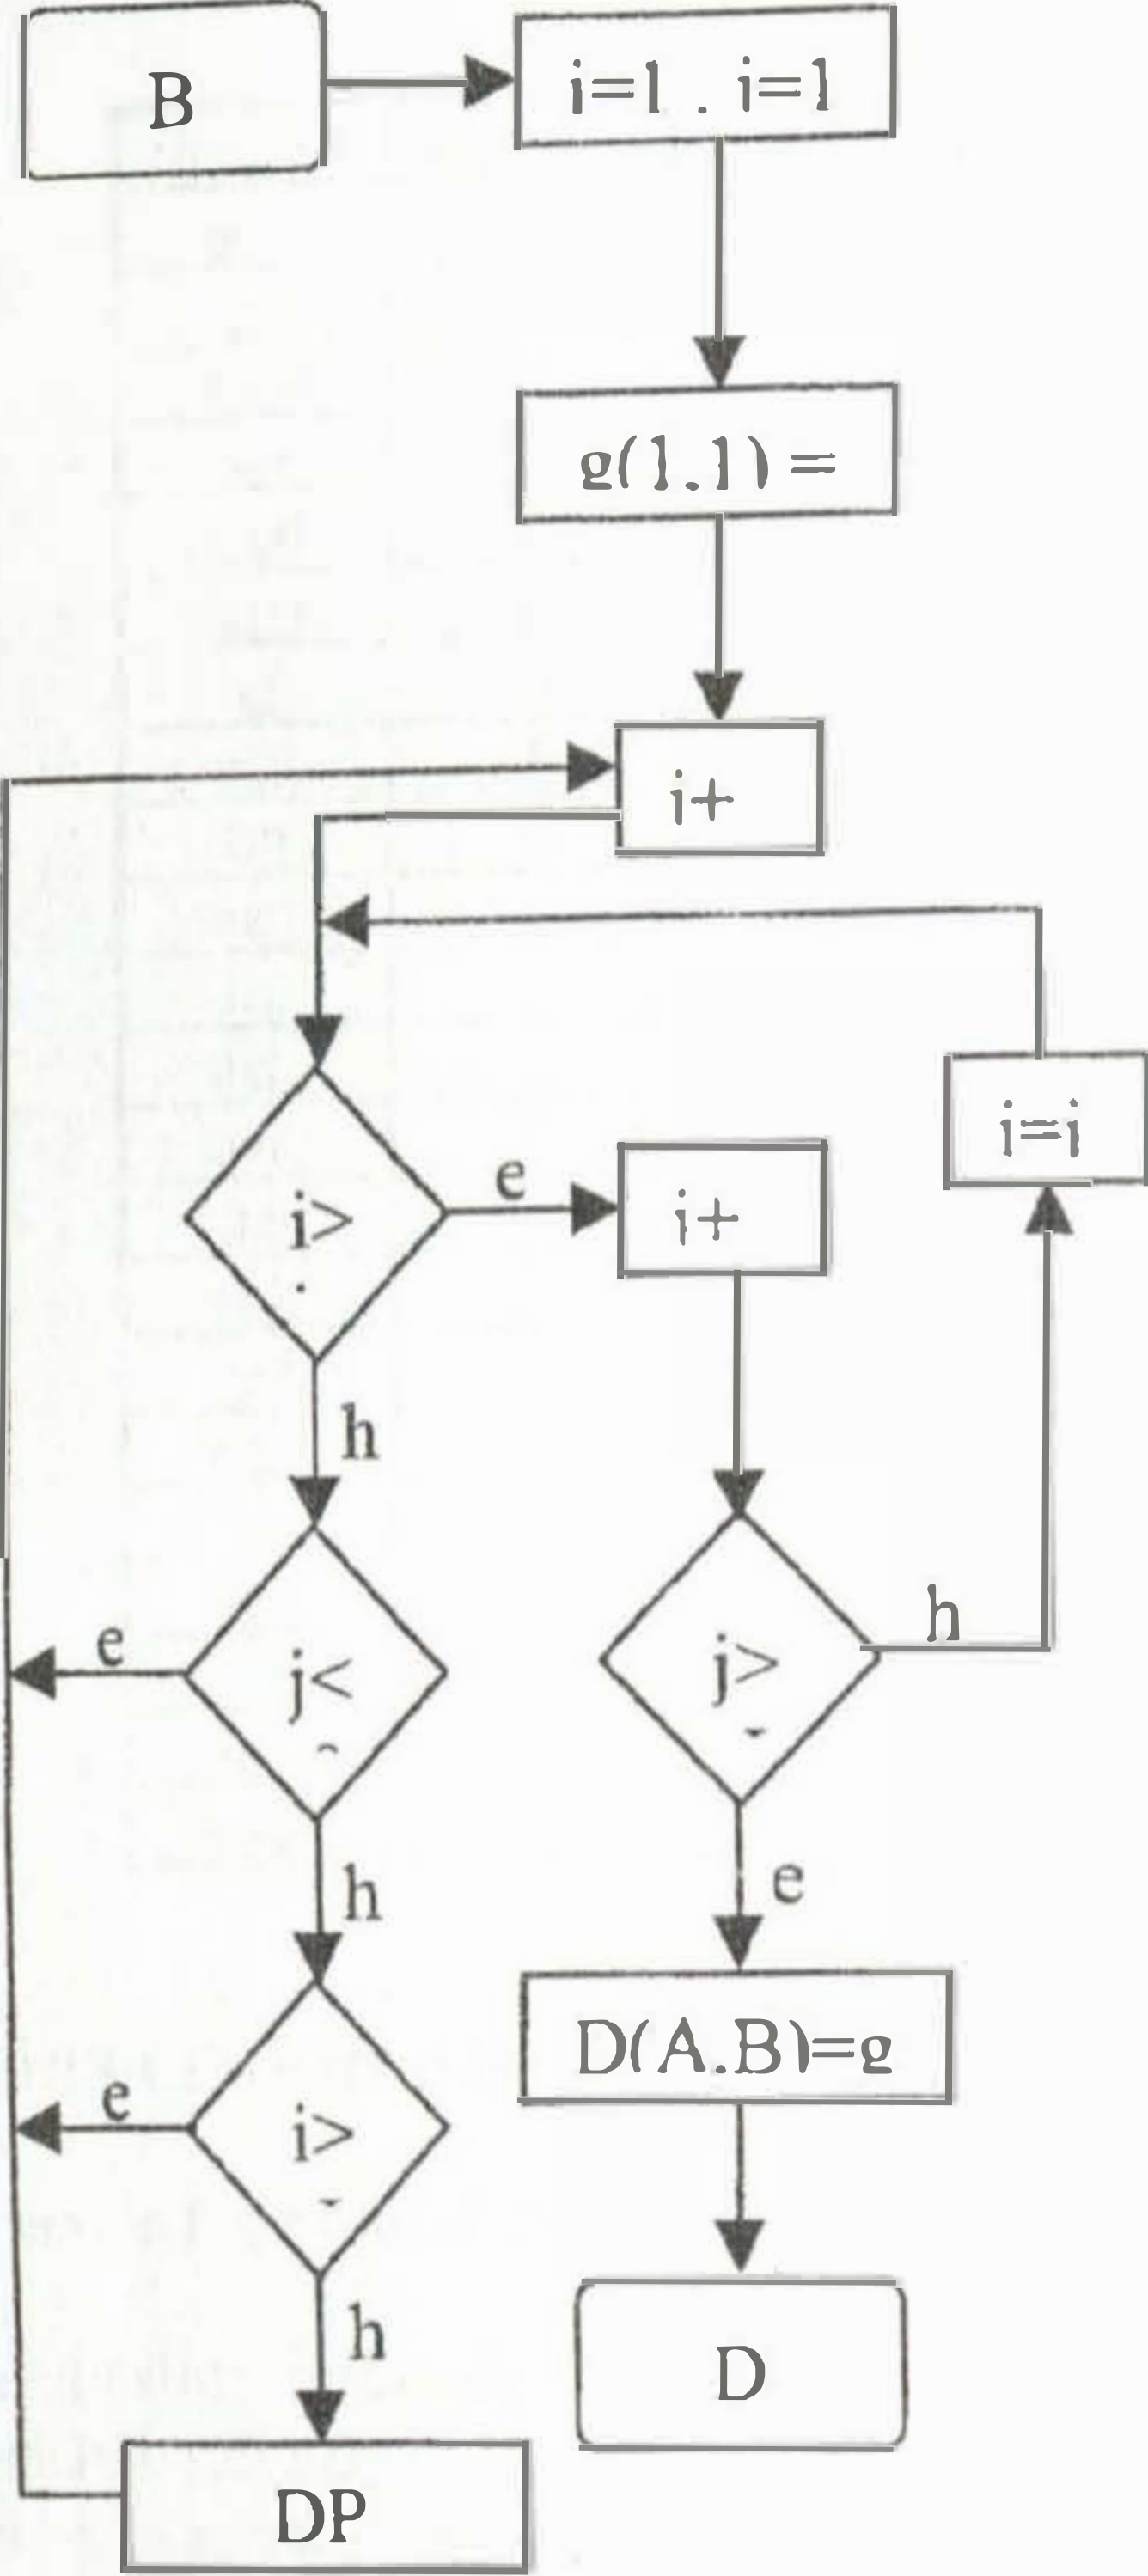 B
i=1 . i=1
g(1.1) =
i+
i=i
i>
e
i+
h
j<
e
j>
h
h
e
i>
e
D(A.B)=g
h
D
DP